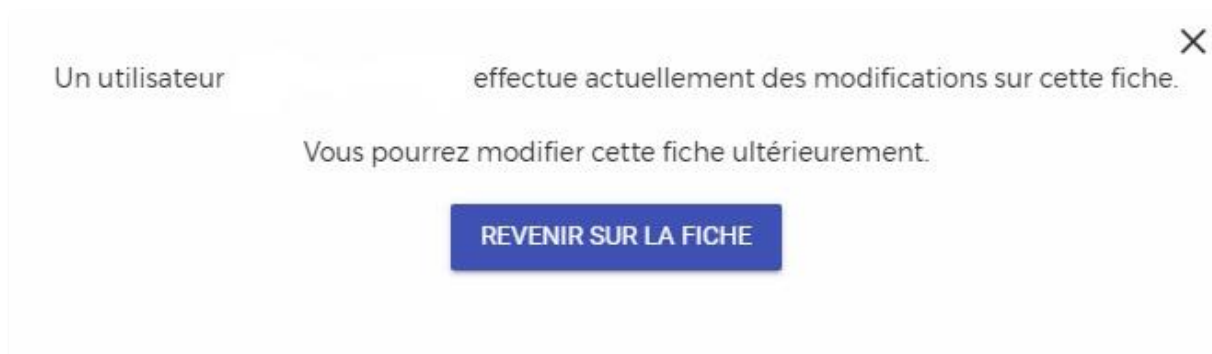 Un utilisateur effectue actuellement des modifications sur cette fiche.
Vous pourrez modifier cette fiche ultérieurement.
REVENIR SUR LA FICHE